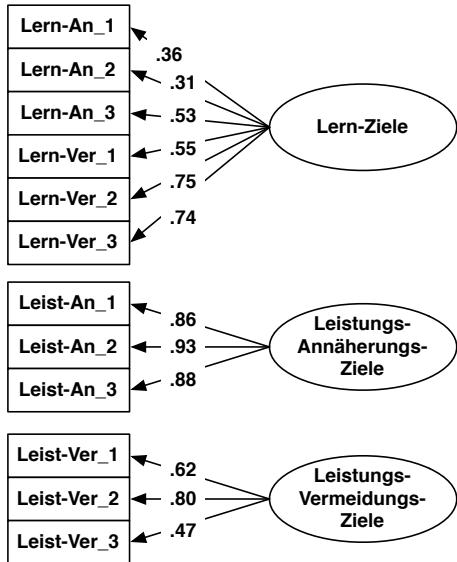 Lern-An_1
Lern-An_2
Lern-An_3
Lern-Ver_1
Lern-Ver_2
Lern-Ver_3
.36
.31
.53
.55
.75
.74
Lern-Ziele
Leist-An_1
Leist-An_2
Leist-An_3
.86
.93
.88
Leistungs-
Annäherungs-
Ziele
Leist-Ver_1
Leist-Ver_2
Leist-Ver_3
.62
.80
.47
Leistungs-
Vermeidungs-
Ziele